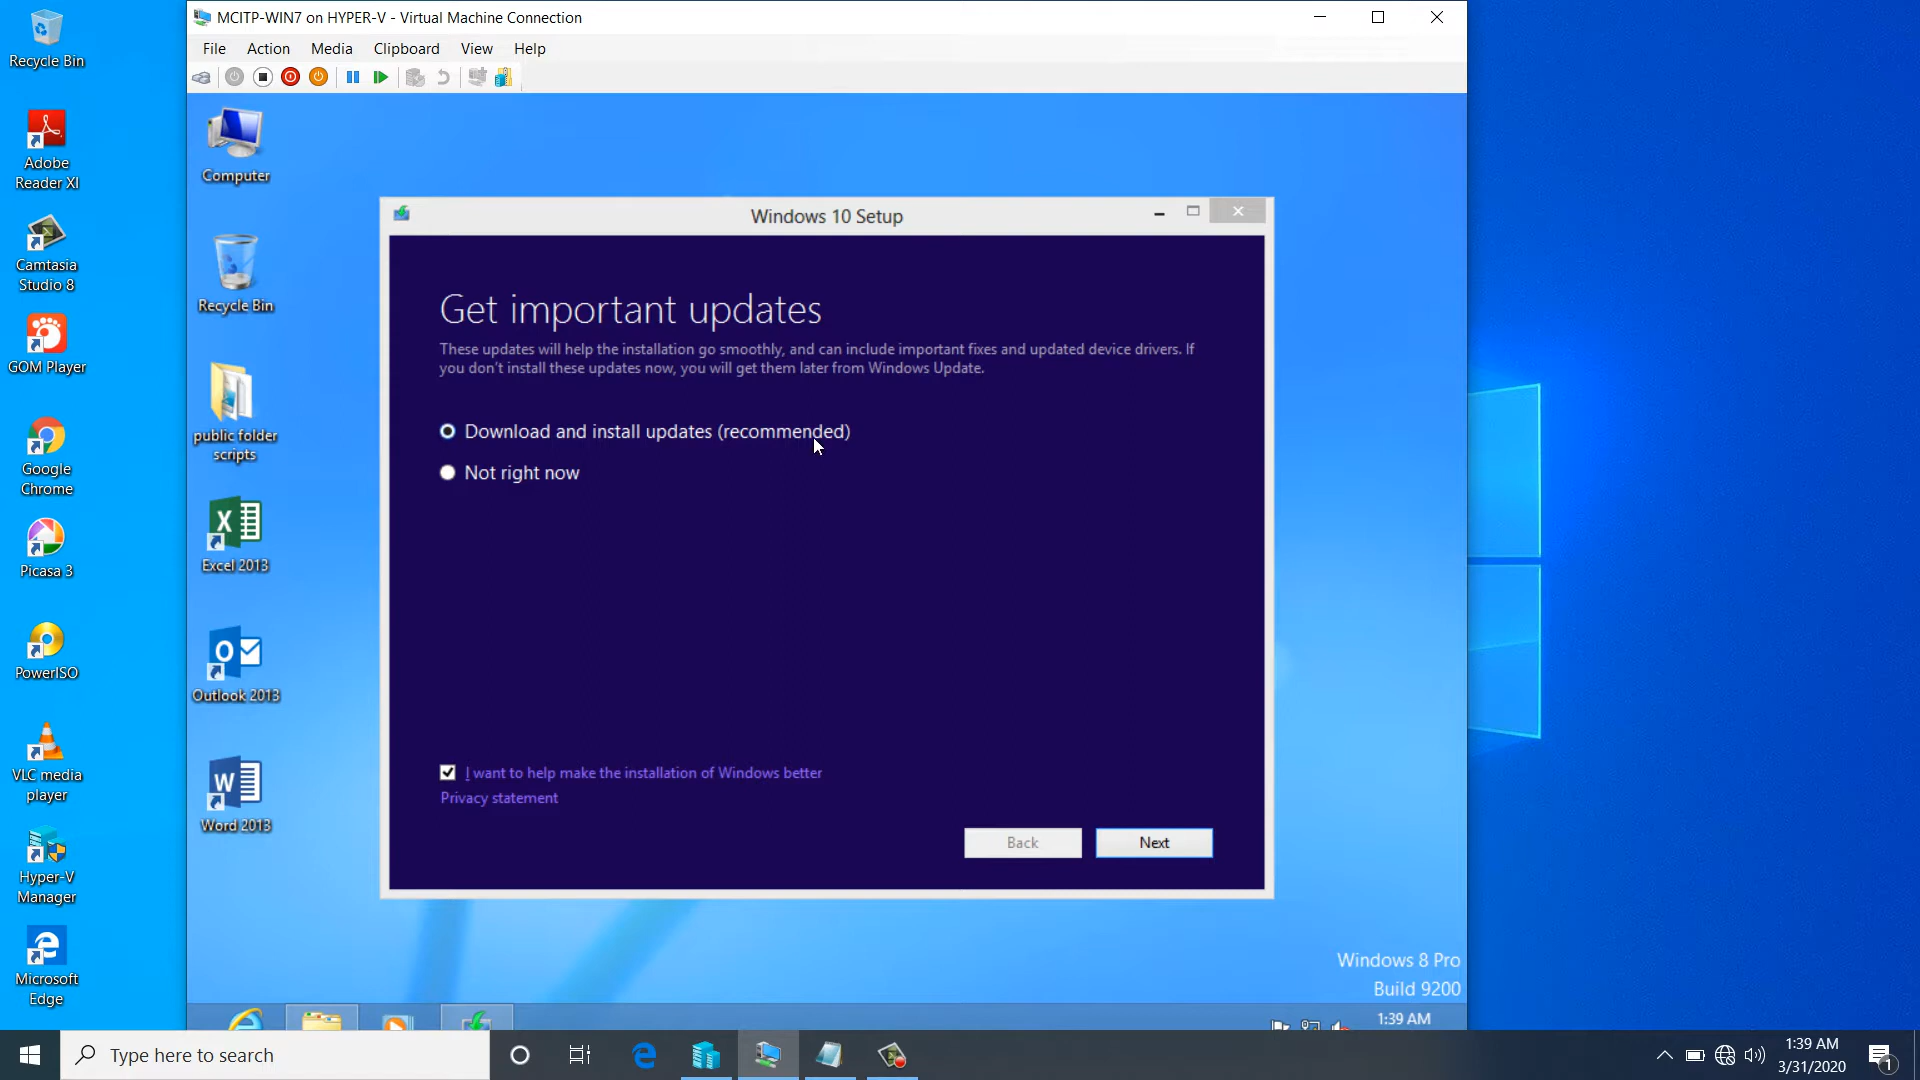 Recycle Bin
Adobe
Reader XI
Camtasia
Studio 8
GOM Player
Google
Chrome
Picasa 3
PowerISO
VLC media
player
Hyper-V
Manager
Microsoft
Edge
MCITP-WIN7 on HYPER-V - Virtual Machine Connection
File Action Media Clipboard View Help
Computer
Recycle Bin
public folder
scripts
Excel 2013
Outlook 2013
Word 2013
Windows 10 Setup
Get important updates
These updates will help the installation go smoothly, and can include important fixes and updated device drivers. If
you don't install these updates now, you will get them later from Windows Update.
Download and install updates (recommended)
Not right now
I want to help make the installation of Windows better
Privacy statement
Back
Next
Windows 8 Pro
Build 9200
1:39 AM
Type here to search
1:39 AM
3/31/2020
1